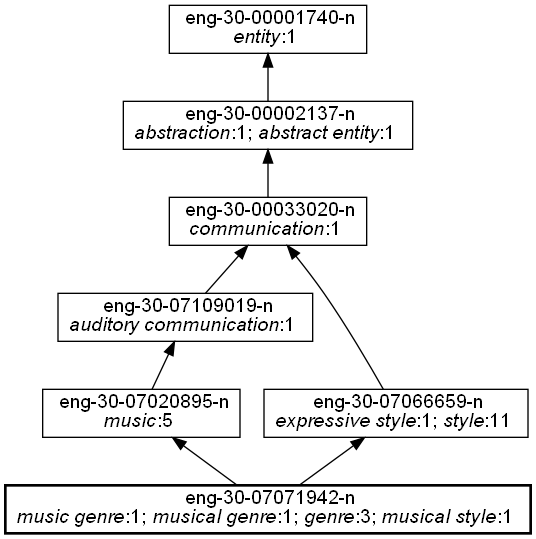 eng-30-00001740-n
entity:1
eng-30-00002137-n
abstraction:1; abstract entity:1
eng-30-00033020-n
communication:1
eng-30-07109019-n
auditory communication:1
eng-30-07020895-n
music:5
eng-30-07066659-n
expressive style:1; style:11
eng-30-07071942-n
music genre:1; musical genre:1; genre:3; musical style:1